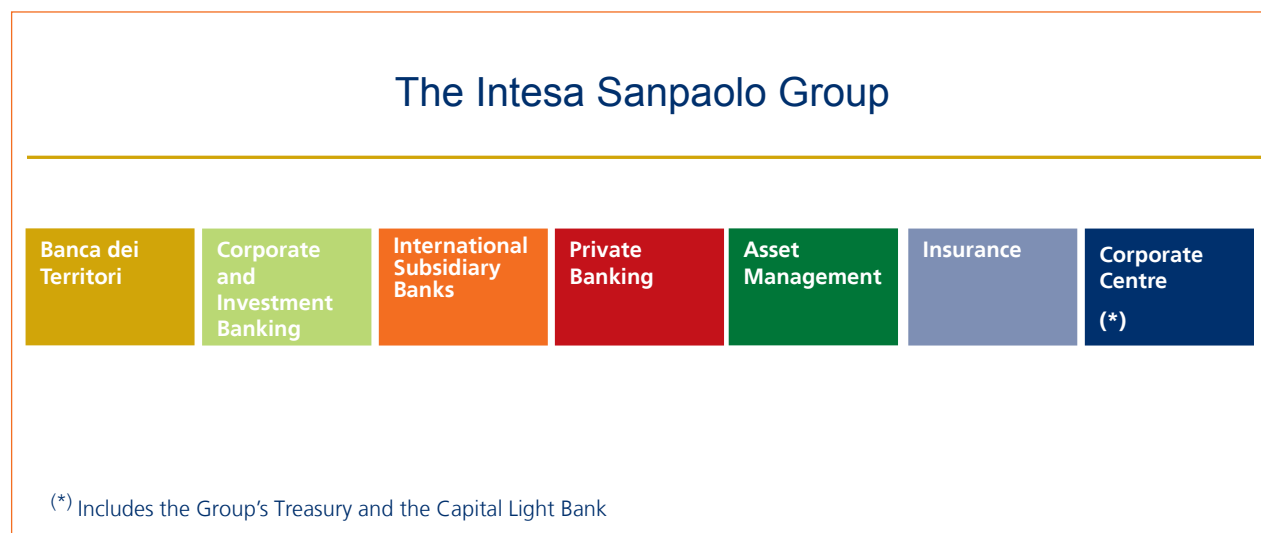 The Intesa Sanpaolo Group
Banca dei
Territori
Corporate
and
Investment
Banking
International
Subsidiary
Banks
Private
Banking
Asset
Management
Insurance
Corporate
Centre
(*)
(*) Includes the Group’s Treasury and the Capital Light Bank